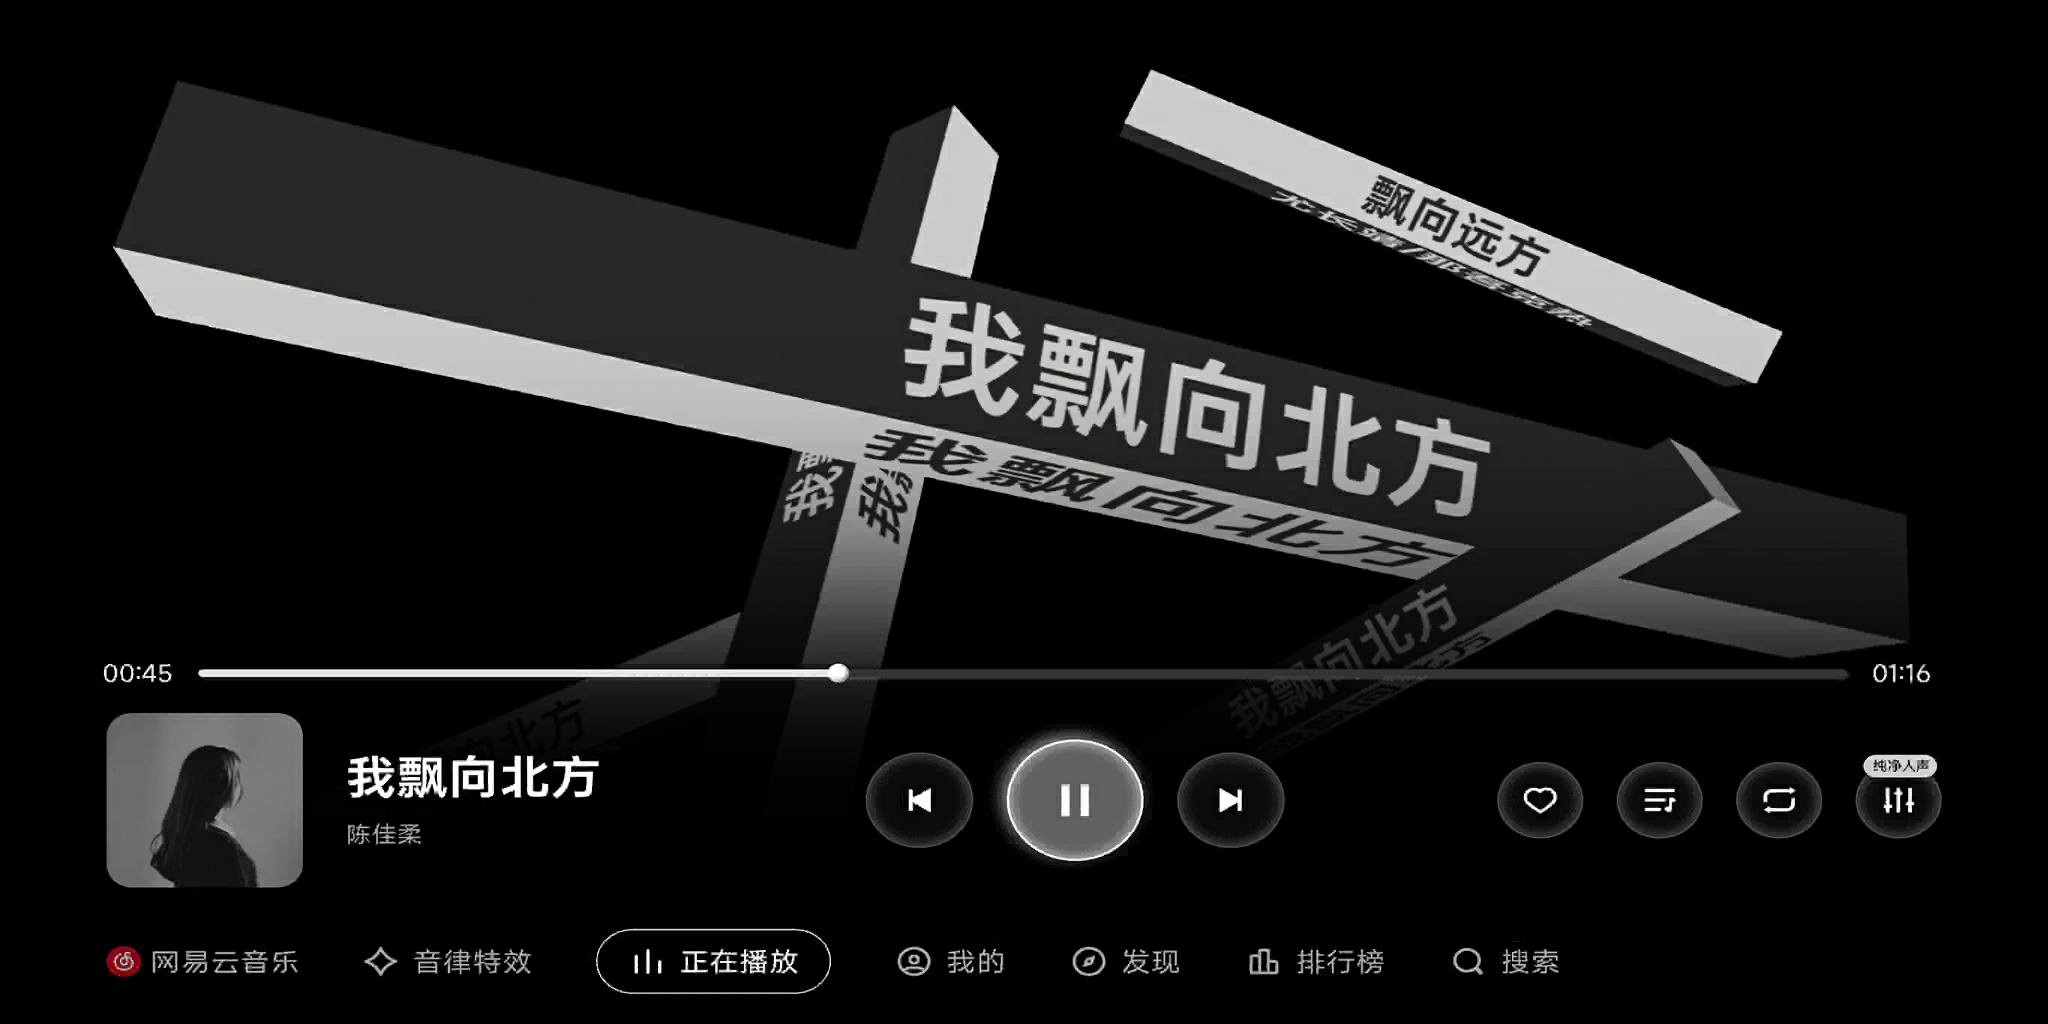 飘向远方
我飘向北方
我飘向北方
我
我
我飘向北方
00:45
01:16
向北方
我飘向北方
陈佳柔
纯净人声
网易云音乐
音律特效
正在播放
我的
发现
排行榜
搜索